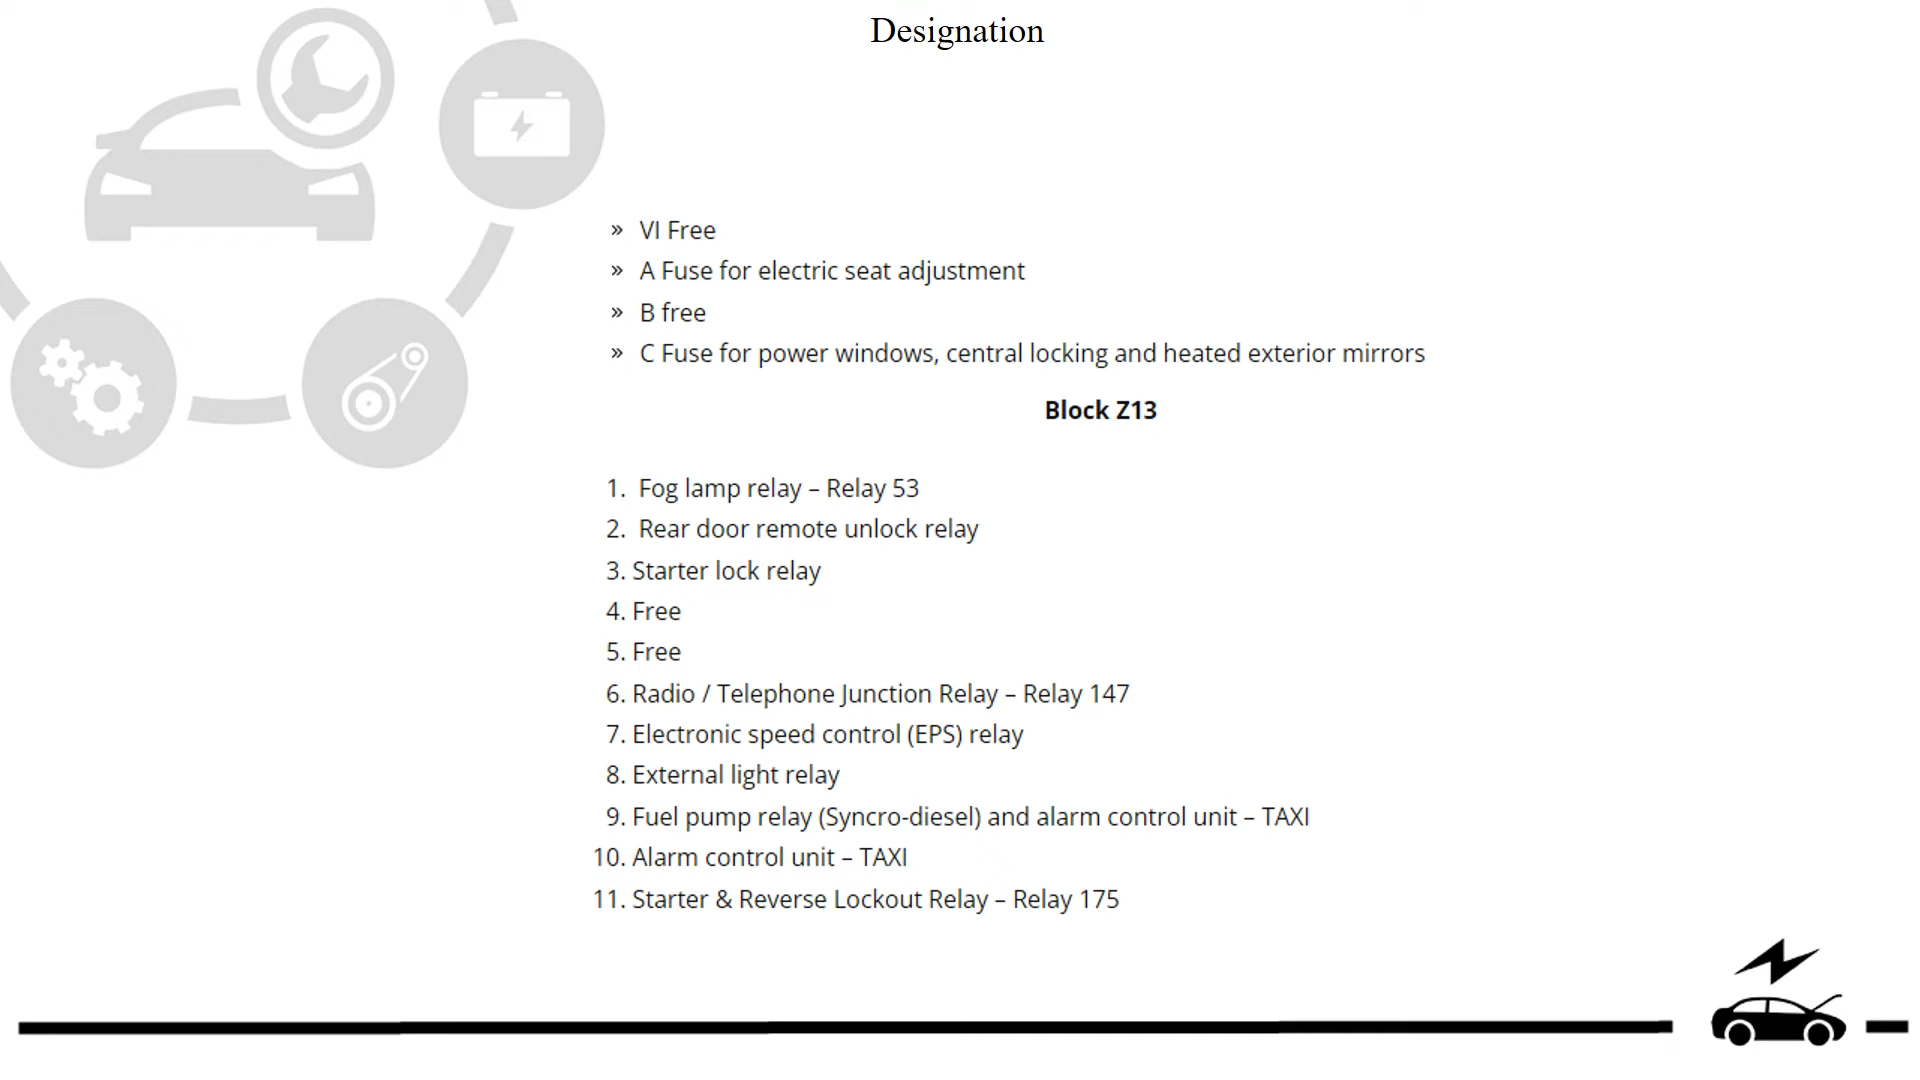 Designation
» VI Free
» A Fuse for electric seat adjustment
» B free
» C Fuse for power windows, central locking and heated exterior mirrors
Block Z13
1. Fog lamp relay – Relay 53
2. Rear door remote unlock relay
3. Starter lock relay
4. Free
5. Free
6. Radio / Telephone Junction Relay – Relay 147
7. Electronic speed control (EPS) relay
8. External light relay
9. Fuel pump relay (Syncro-diesel) and alarm control unit – TAXI
10. Alarm control unit – TAXI
11. Starter & Reverse Lockout Relay – Relay 175